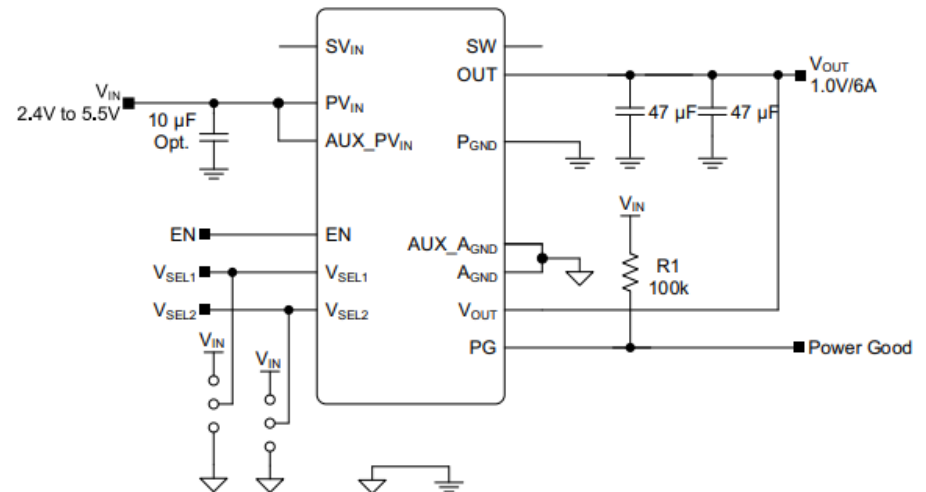 SVIN
SW
OUT
VOUT
1.0V/6A
VIN
2.4V to 5.5V
PVIN
10 µF
Opt.
47 µF
47 µF
AUX_PVIN
PGND
VIN
EN
EN
AUX_AGND
VSEL1
VSEL1
AGND
R1
100k
VSEL2
VSEL2
VOUT
VIN
VIN
PG
Power Good